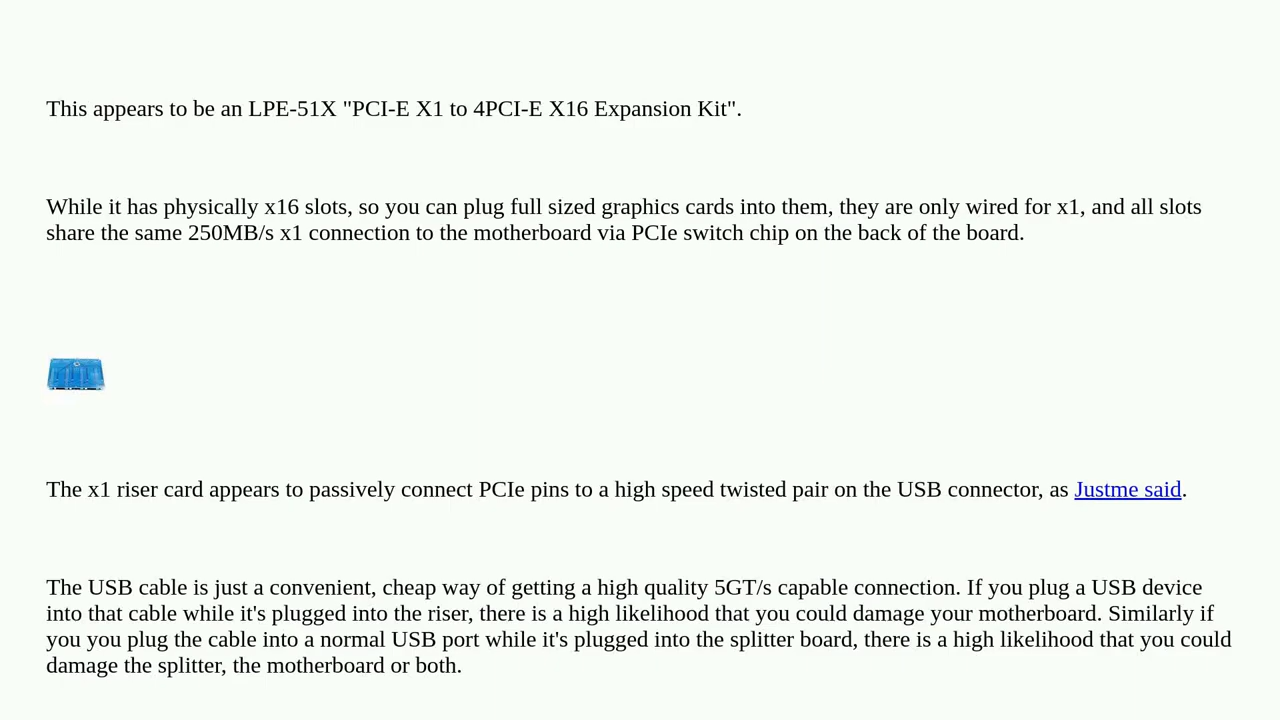 This appears to be an LPE-51X "PCI-E X1 to 4PCI-E X16 Expansion Kit".
While it has physically x16 slots, so you can plug full sized graphics cards into them, they are only wired for x1, and all slots
share the same 250MB/s x1 connection to the motherboard via PCIe switch chip on the back of the board.
The x1 riser card appears to passively connect PCIe pins to a high speed twisted pair on the USB connector, as Justme said.
The USB cable is just a convenient, cheap way of getting a high quality 5GT/s capable connection. If you plug a USB device
into that cable while it's plugged into the riser, there is a high likelihood that you could damage your motherboard. Similarly if
you you plug the cable into a normal USB port while it's plugged into the splitter board, there is a high likelihood that you could
damage the splitter, the motherboard or both.